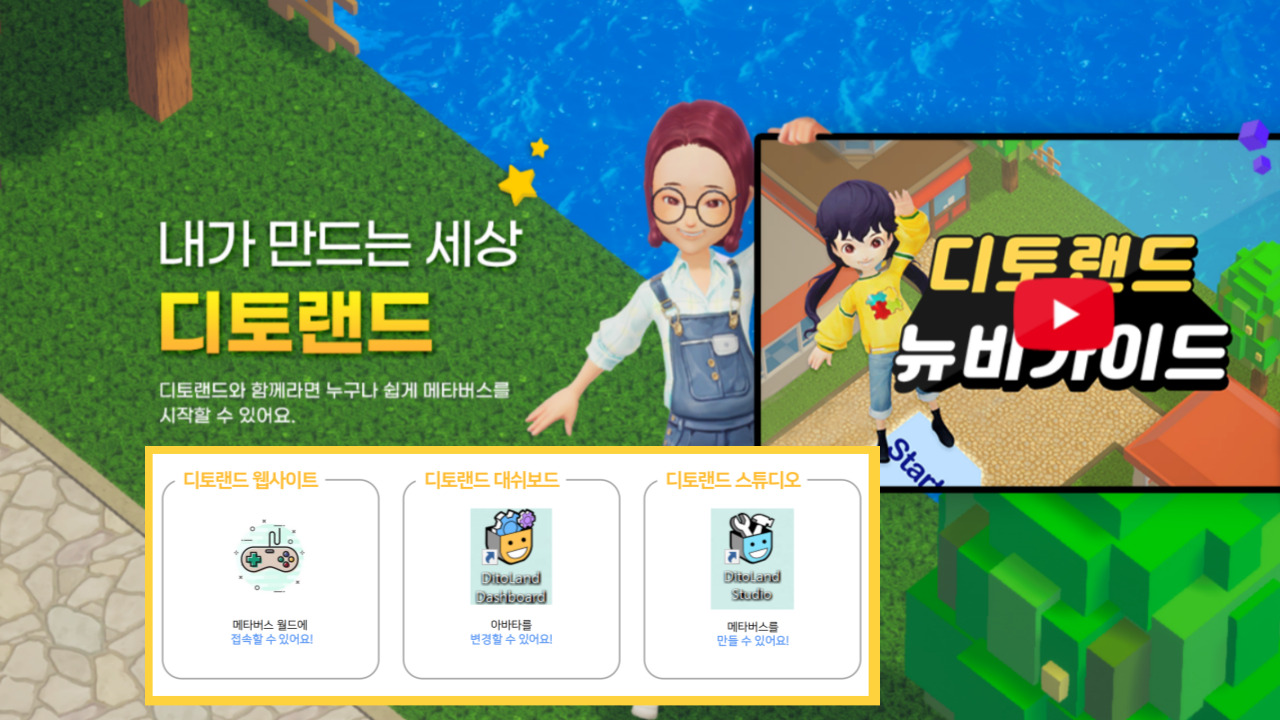 내가 만드는 세상
디토랜드
디토랜드와 함께라면 누구나 쉽게 메타버스를
시작할 수 있어요.
디토랜드
뉴비가이드
Start
디토랜드 웹사이트
메타버스 월드에
접속할 수 있어요!
디토랜드 대쉬보드
DitoLand
Dashboard
아바타를
변경할 수 있어요!
디토랜드 스튜디오
DitoLand
Studio
메타버스를
만들 수 있어요!